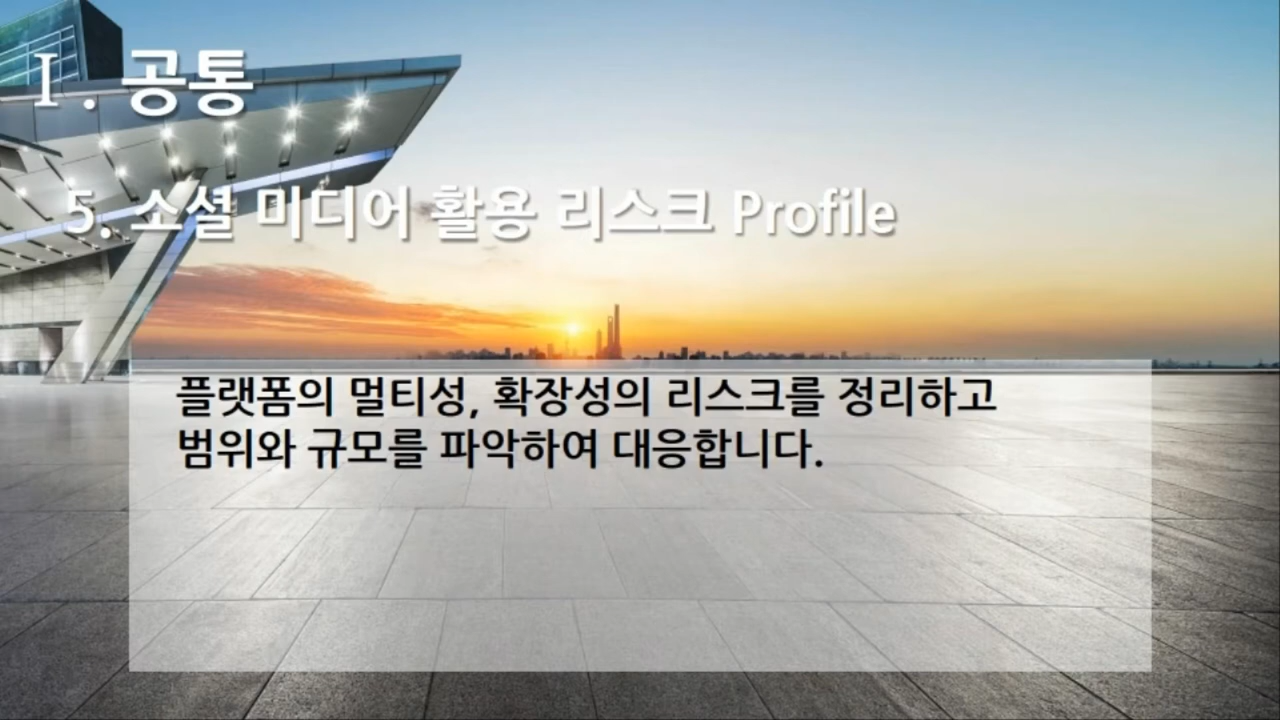 Ⅰ. 공통
5. 소셜 미디어 활용 리스크 Profile
플랫폼의 멀티성, 확장성의 리스크를 정리하고
범위와 규모를 파악하여 대응합니다.